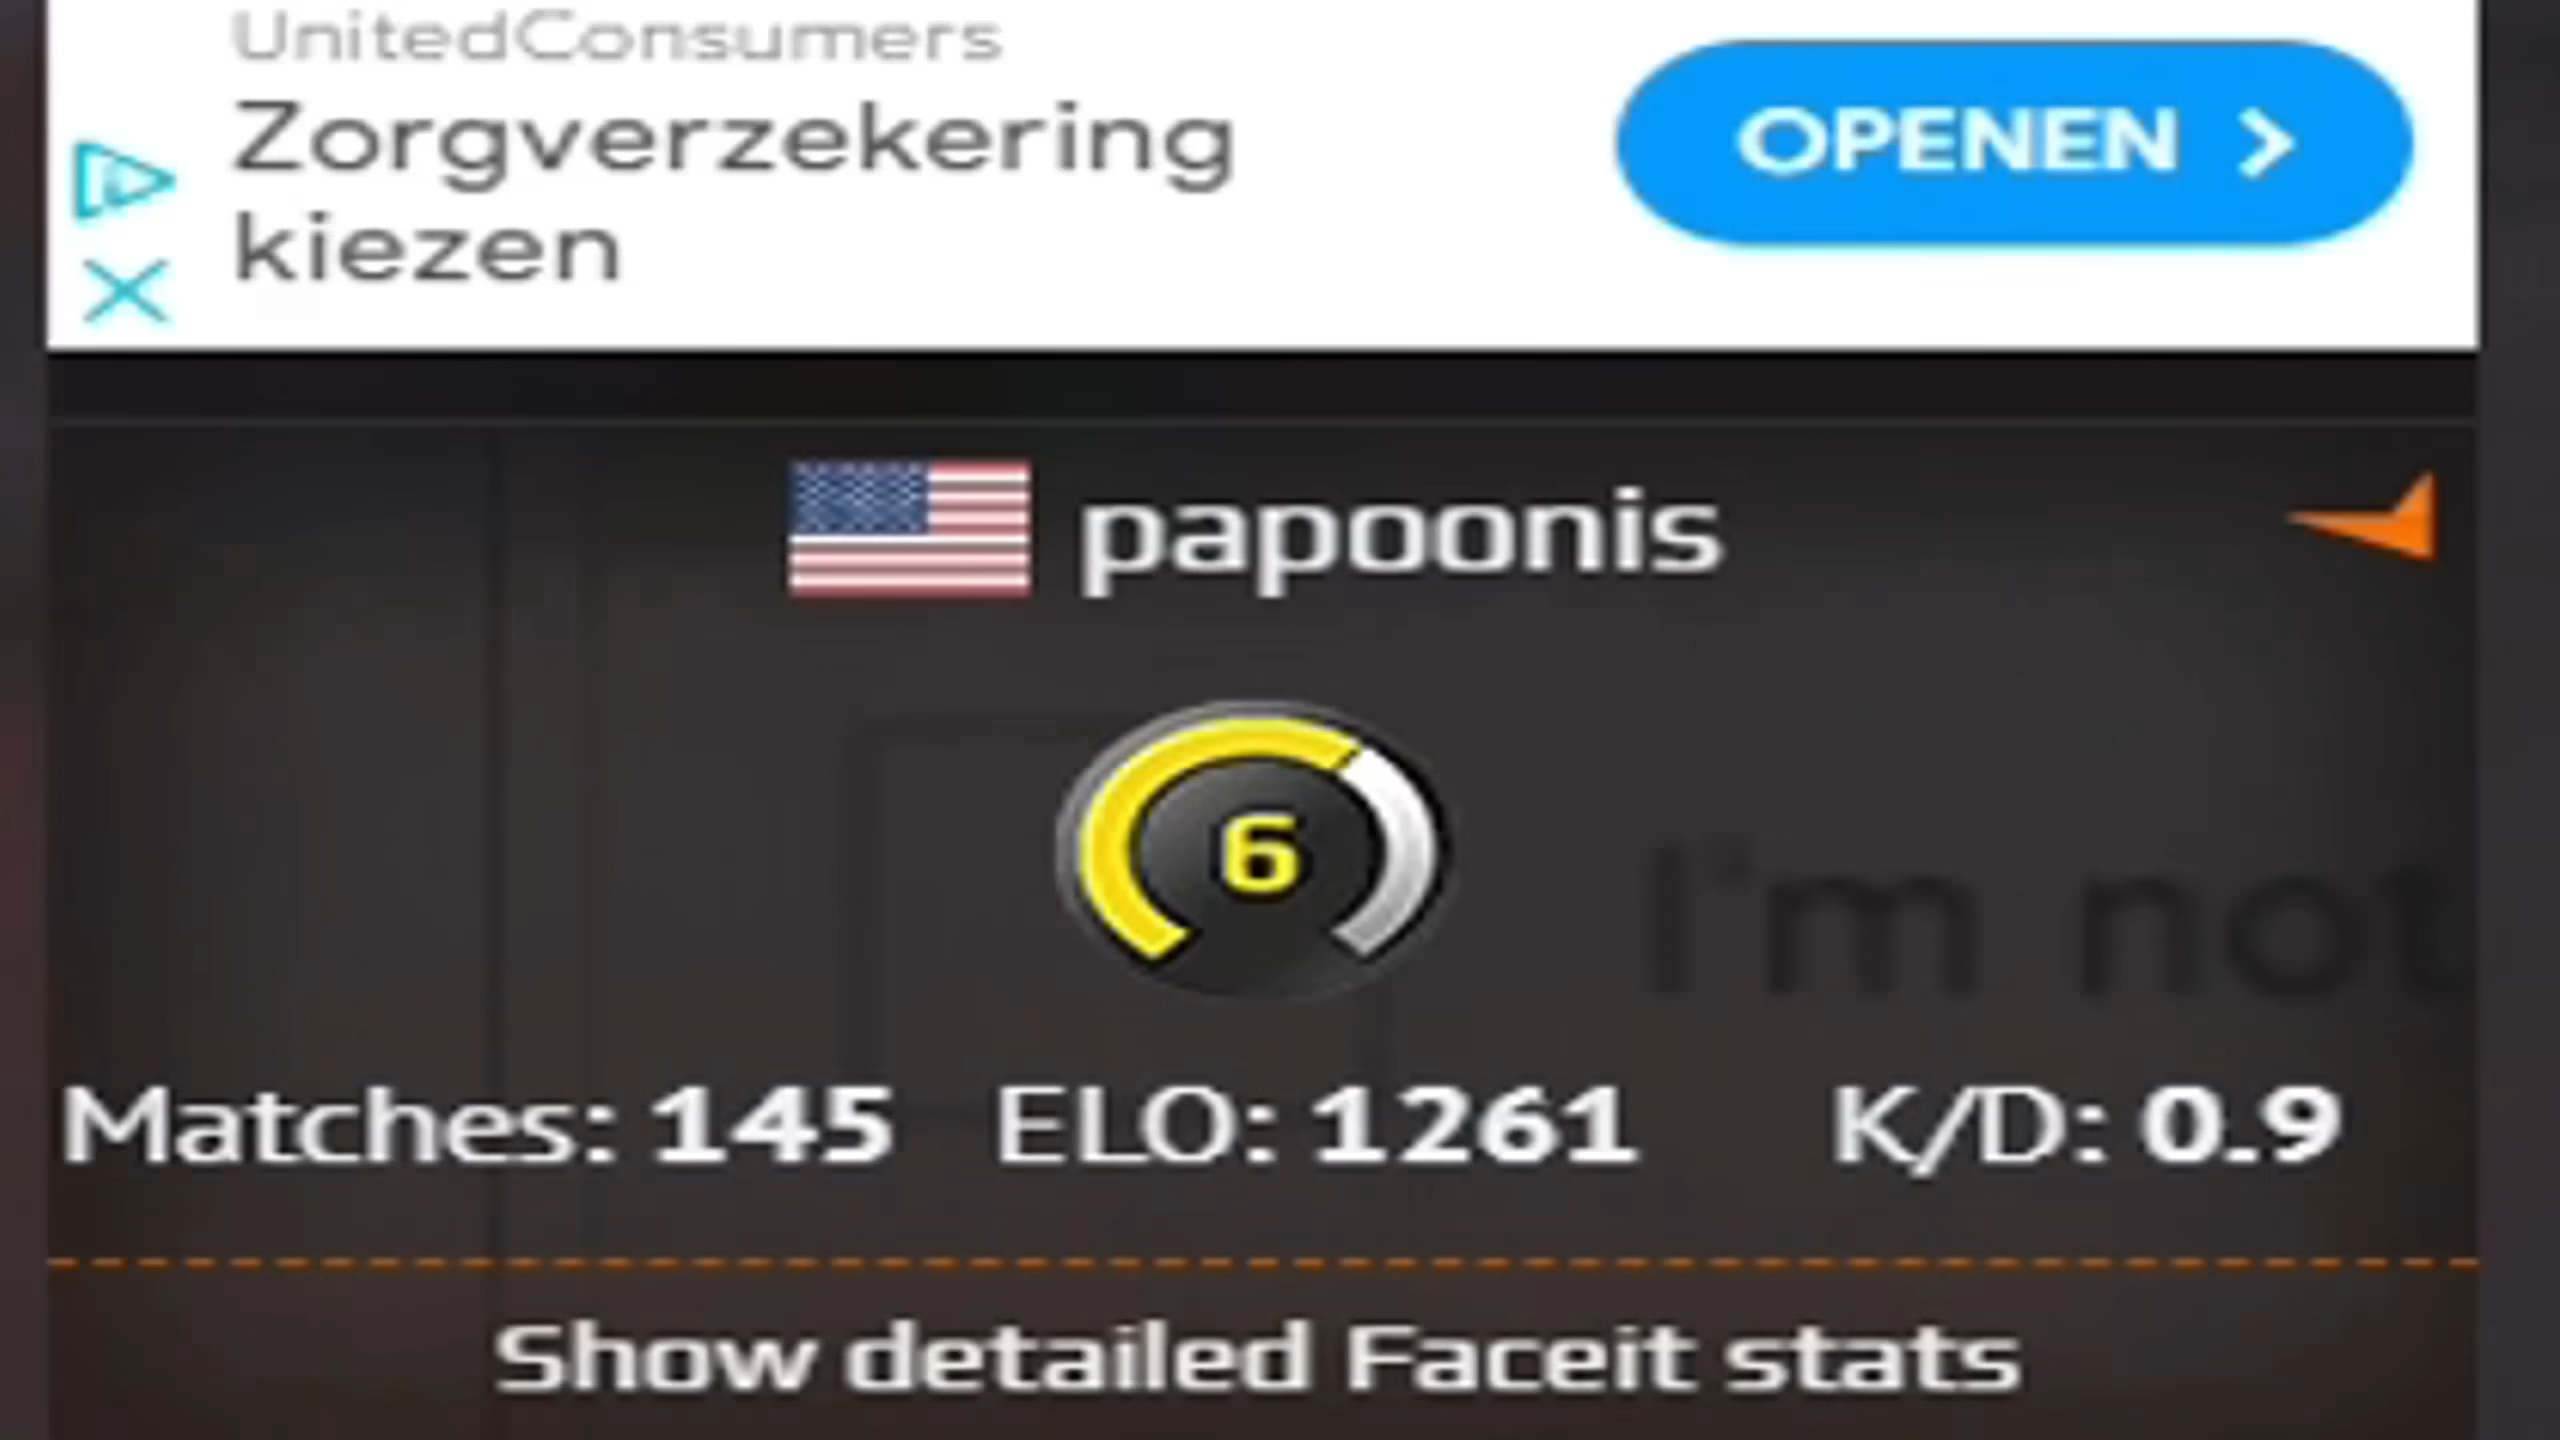 UnitedConsumers
Zorgverzekering
kiezen
OPENEN
papoonis
6
I'm not
Matches: 145 ELO: 1261 K/D: 0.9
Show detailed Faceit stats